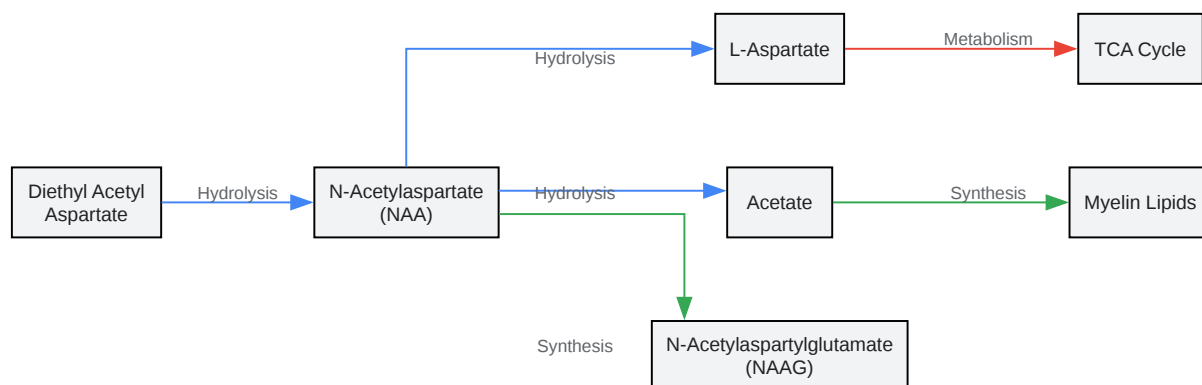 Hydrolysis
L-Aspartate
Metabolism
TCA Cycle
Diethyl Acetyl
Aspartate
Hydrolysis
N-Acetylaspartate
(NAA)
Hydrolysis
Acetate
Synthesis
Myelin Lipids
Synthesis
N-Acetylaspartylglutamate
(NAAG)